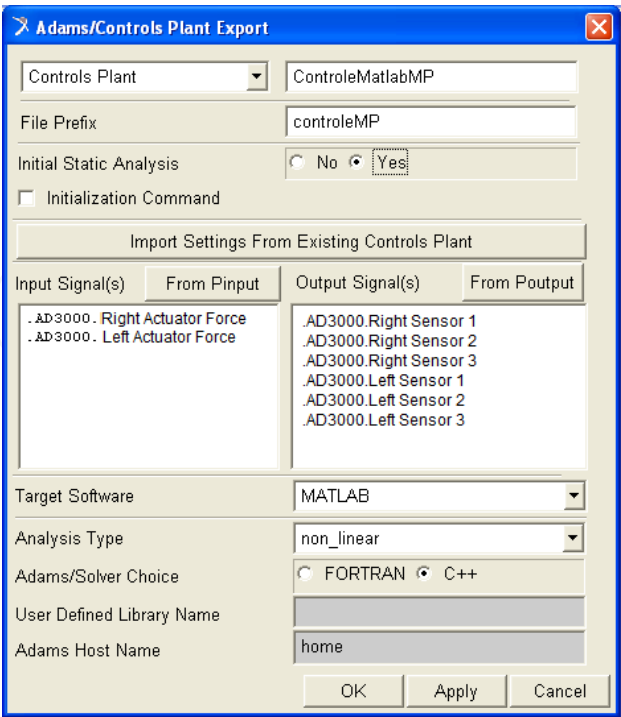 Adams/Controls Plant Export
Controls Plant ControleMatlabMP
File Prefix controleMP
Initial Static Analysis No Yes
Initialization Command
Import Settings From Existing Controls Plant
Input Signal(s) From Pinput Output Signal(s) From Poutput
.AD3000. Right Actuator Force
.AD3000. Left Actuator Force
.AD3000.Right Sensor 1
.AD3000.Right Sensor 2
.AD3000.Right Sensor 3
.AD3000.Left Sensor 1
.AD3000.Left Sensor 2
.AD3000.Left Sensor 3
Target Software MATLAB
Analysis Type non_linear
Adams/Solver Choice FORTRAN C++
User Defined Library Name
Adams Host Name home
OK Apply Cancel